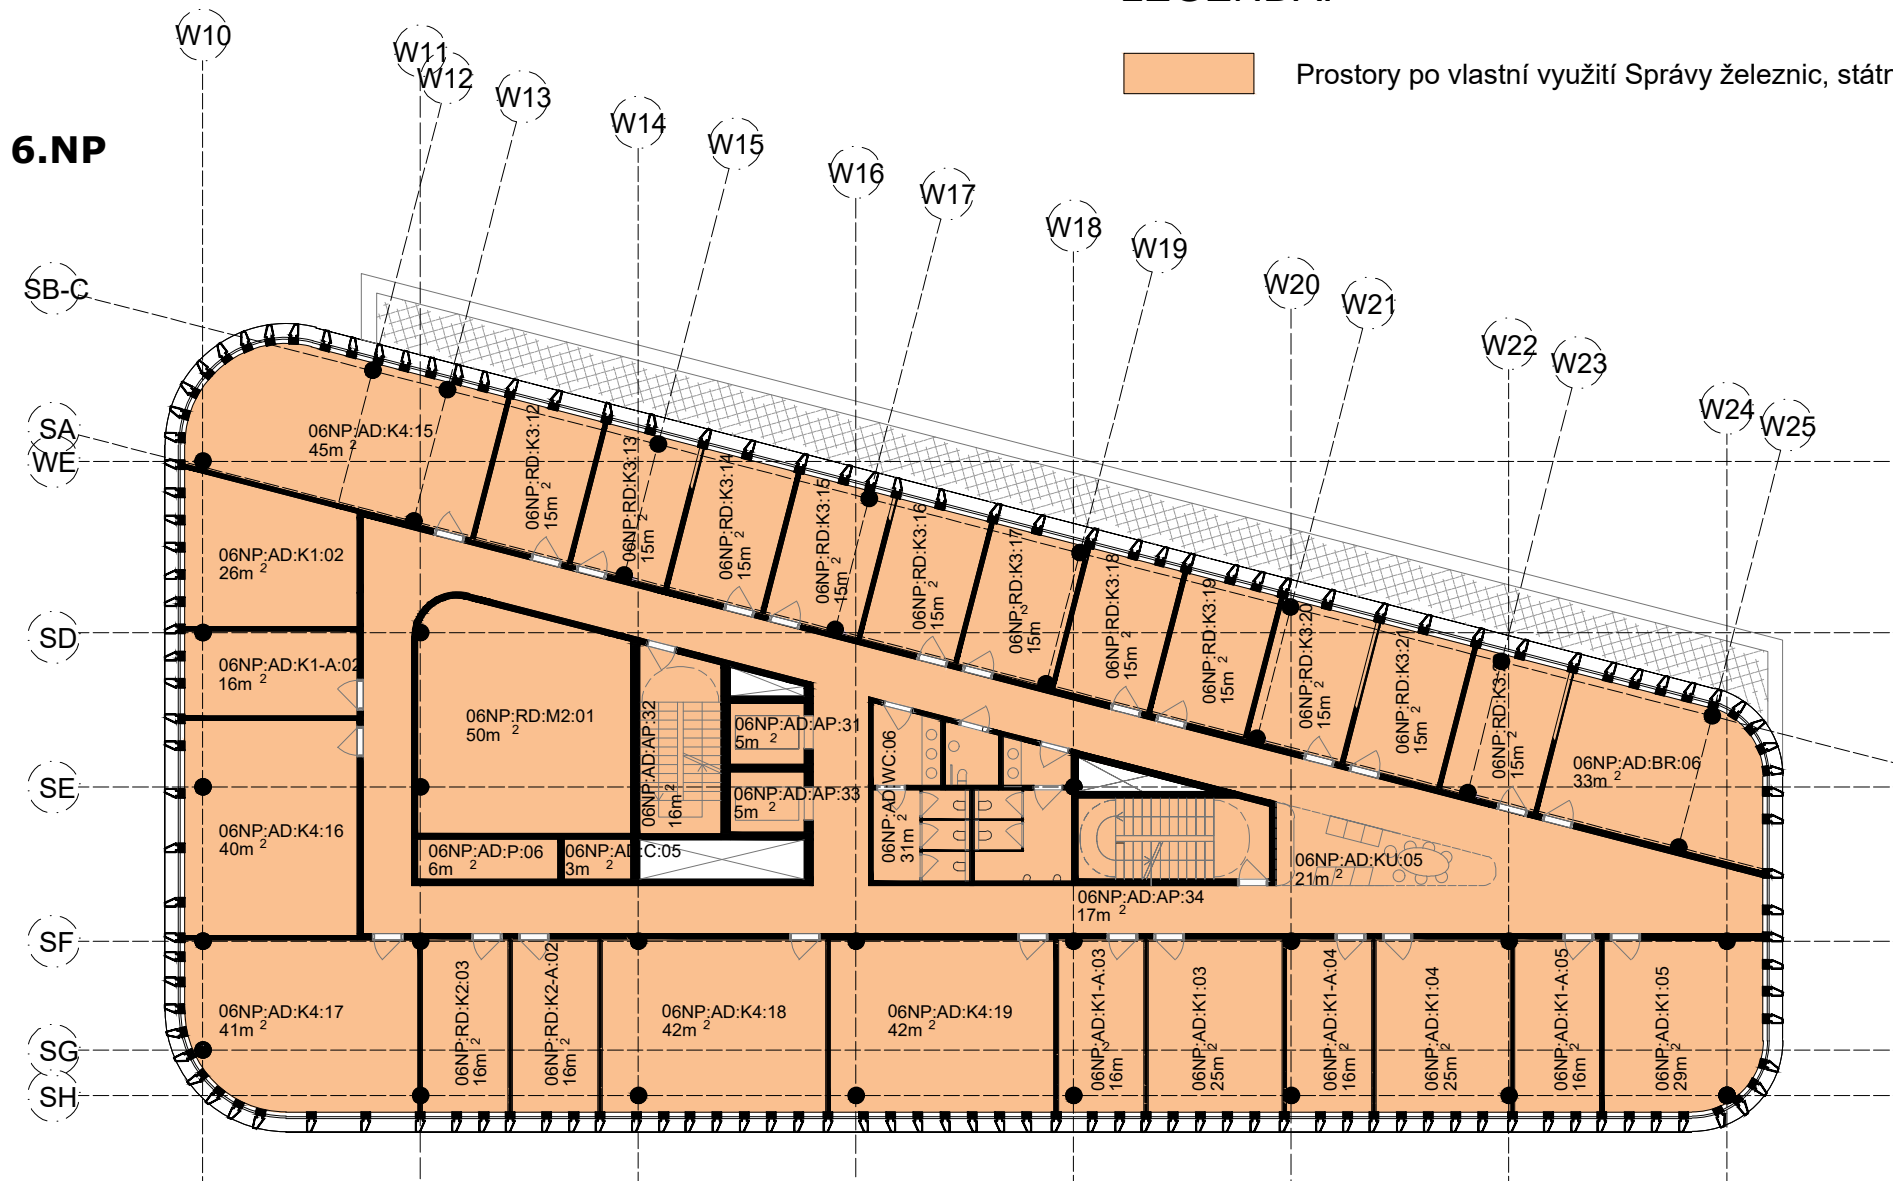 Prostory po vlastní využití Správy železnic, státr
6.NP
W10
W11
W12
W13
W14
W15
W16
W17
W18
W19
W20
W21
W22
W23
W24
W25
SB-C
SA
WE
SD
SE
SF
SG
SH
06NP:AD:K4:15
45m 2
06NP:RD:K3:12
15m 2
06NP:RD:K3:13
15m 2
06NP:RD:K3:14
15m 2
06NP:RD:K3:15
15m 2
06NP:RD:K3:16
15m 2
06NP:RD:K3:17
15m 2
06NP:RD:K3:18
15m 2
06NP:RD:K3:19
15m 2
06NP:RD:K3:20
15m 2
06NP:RD:K3:21
15m 2
15m 2
06NP:AD:BR:06
33m 2
06NP:AD:K1:02
26m 2
06NP:AD:K1-A:02
16m 2
06NP:AD:K4:16
40m 2
06NP:RD:M2:01
50m 2
06NP:AD:AP:32
16m 2
06NP:AD:AP:31
5m 2
06NP:AD:AP:33
5m 2
06NP:AD:P:06
6m 2
06NP:AD:C:05
3m 2
06NP:AD:WC:06
31m 2
06NP:AD:KU:05
21m 2
06NP:AD:AP:34
17m 2
06NP:AD:K4:17
41m 2
06NP:RD:K2:03
16m 2
06NP:RD:K2-A:02
16m 2
06NP:AD:K4:18
42m 2
06NP:AD:K4:19
42m 2
06NP:AD:K1-A:03
16m 2
06NP:AD:K1:03
25m 2
06NP:AD:K1-A:04
16m 2
06NP:AD:K1:04
25m 2
06NP:AD:K1-A:05
16m 2
06NP:AD:K1:05
29m 2